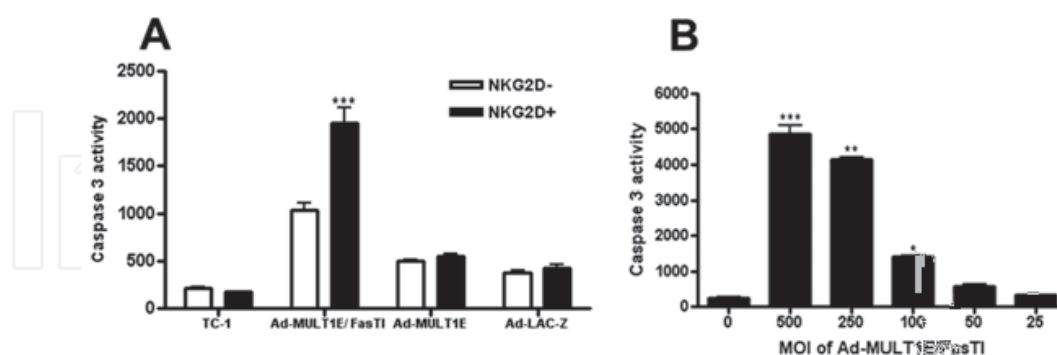 A
Caspase 3 activity
2500
2000
1500
1000
500
0
***
NKG2D-
NKG2D+
TC-1 Ad-MULT1E/FasTI Ad-MULT1E Ad-LAC-Z
B
Caspase 3 activity
6000
5000
4000
3000
2000
1000
0
***
**
*
0 500 250 100 50 25
MOI of Ad-MULT1E/FasTI